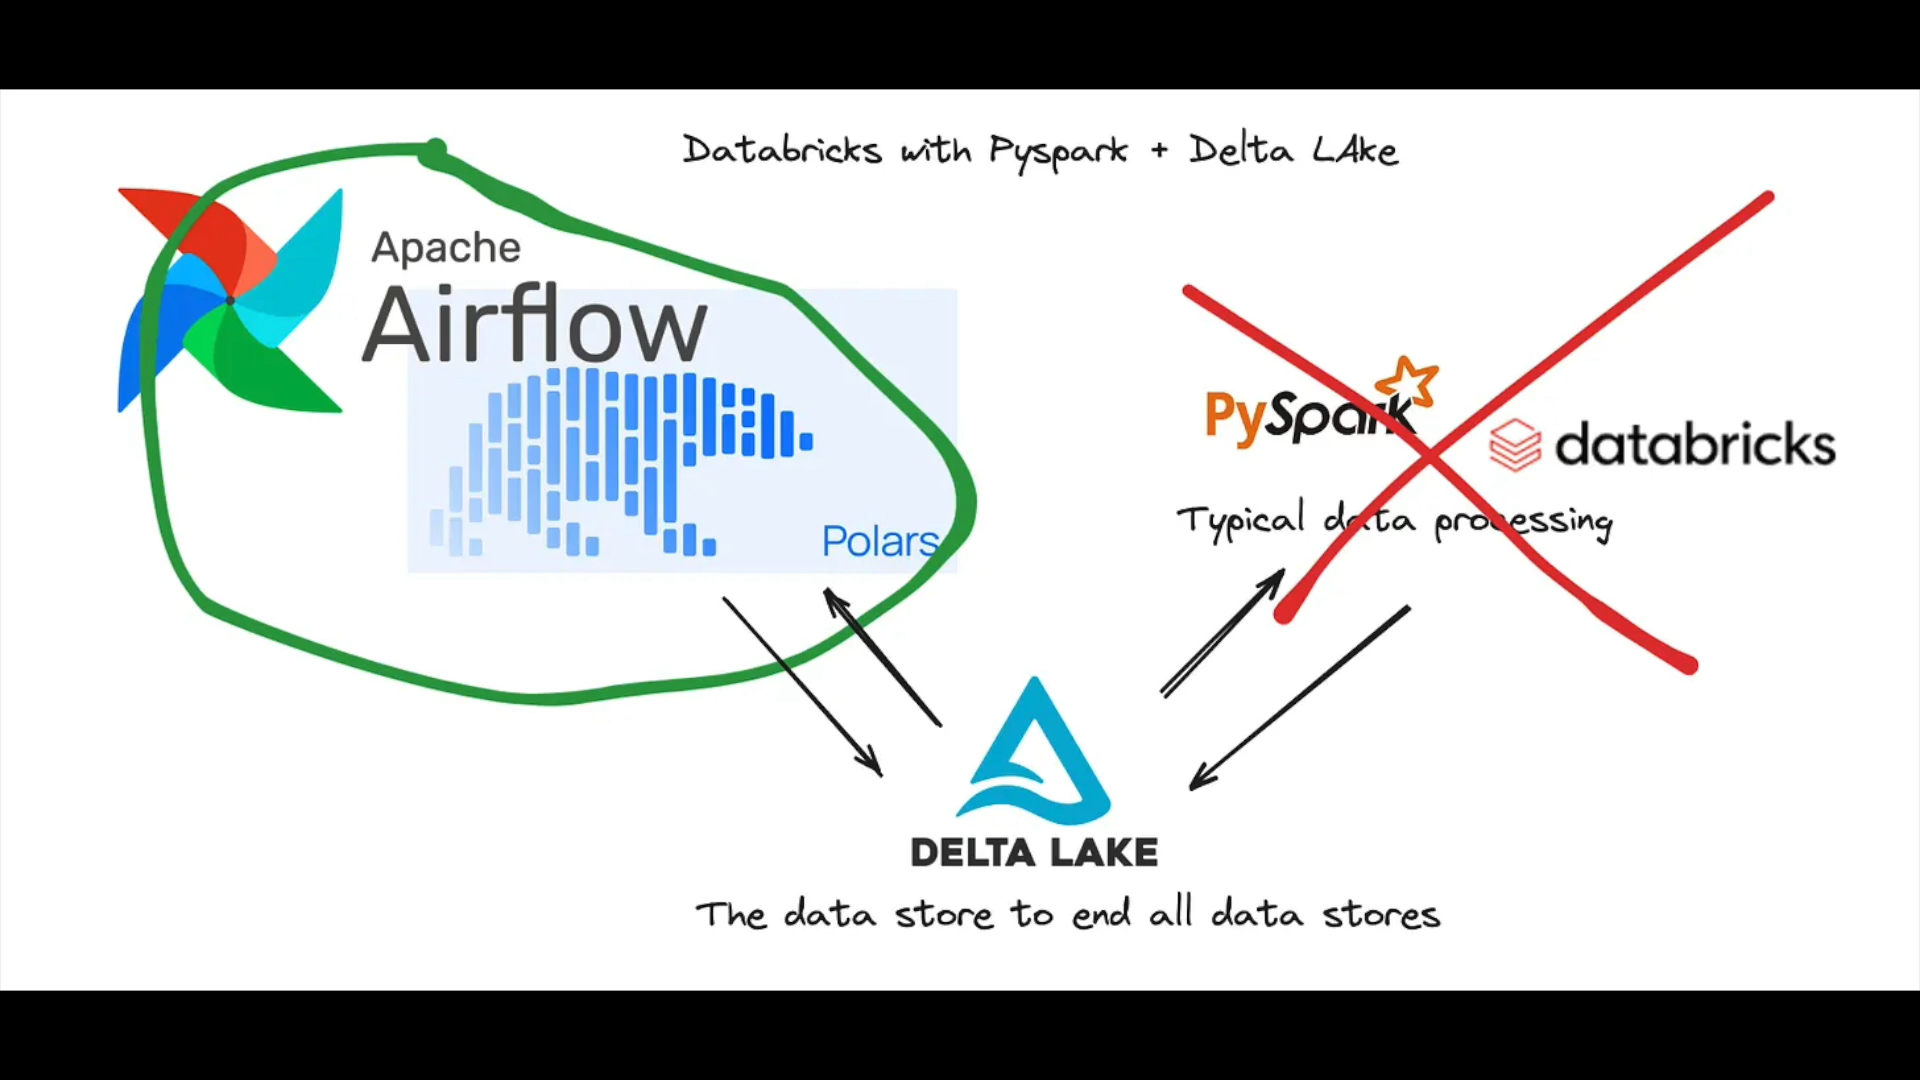 Databricks with Pyspark + Delta LAke
Apache
Airflow
Polars
PySpark
databricks
Typical data processing
DELTA LAKE
The data store to end all data stores